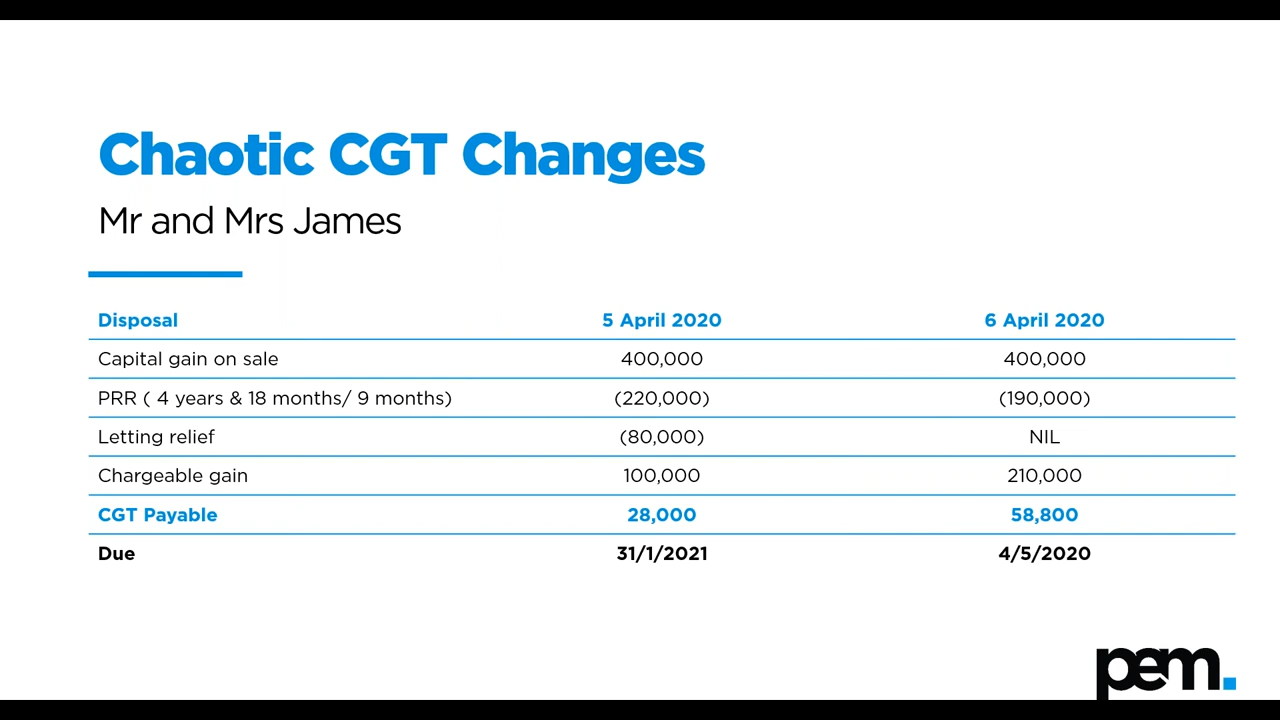 Chaotic CGT Changes
Mr and Mrs James
Disposal 5 April 2020 6 April 2020
Capital gain on sale 400,000 400,000
PRR ( 4 years & 18 months/ 9 months) (220,000) (190,000)
Letting relief (80,000) NIL
Chargeable gain 100,000 210,000
CGT Payable 28,000 58,800
Due 31/1/2021 4/5/2020
pem.